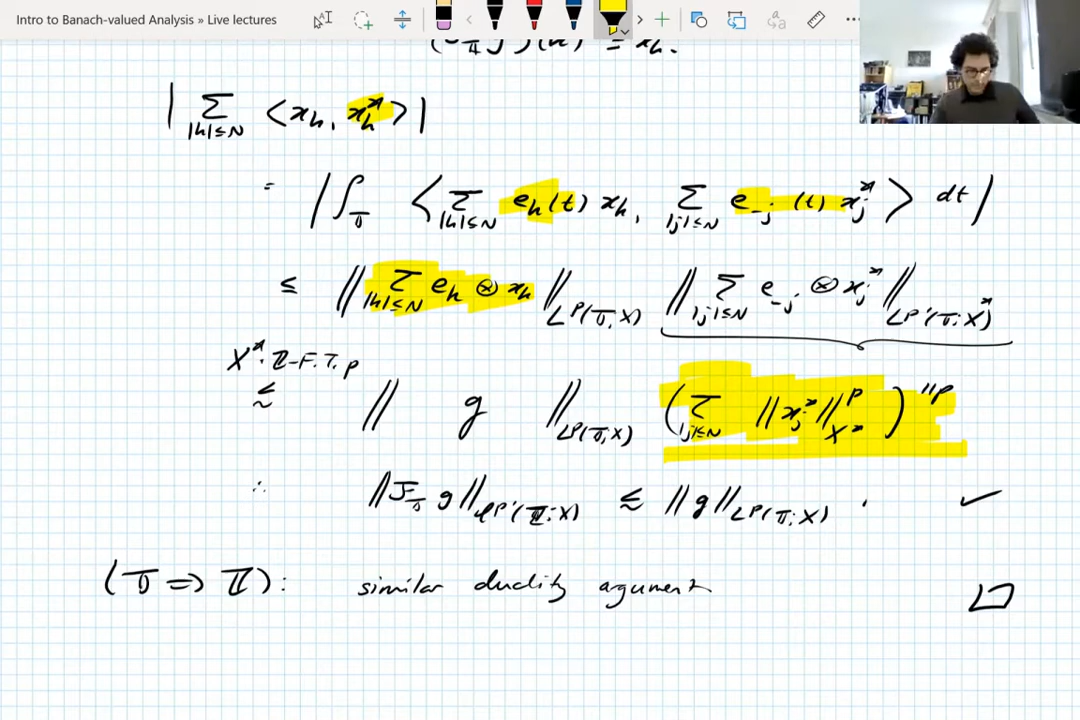 Intro to Banach-valued Analysis » Live lectures
| Σ_{|k|≤N} <x_k, x_k^*> |
= | ∫_𝕋 < Σ_{|k|≤N} e_k(t) x_k, Σ_{|j|≤N} e_{-j}(t) x_j^* > dt |
≤ || Σ_{|k|≤N} e_k ⊗ x_k ||_{L^p(𝕋;X)} || Σ_{|j|≤N} e_{-j} ⊗ x_j^* ||_{L^{p'}(𝕋;X^*)}
X^*: ℤ-F.T.p
≲ || g ||_{L^p(𝕋;X)} ( Σ_{|j|≤N} ||x_j^*||_{X^*}^p )^{1/p}
∴ ||F_𝕋 g||_{ℓ^{p'}(ℤ;X)} ≲ ||g||_{L^p(𝕋;X)} . ✓
(𝕋 => ℤ): similar duality argument □